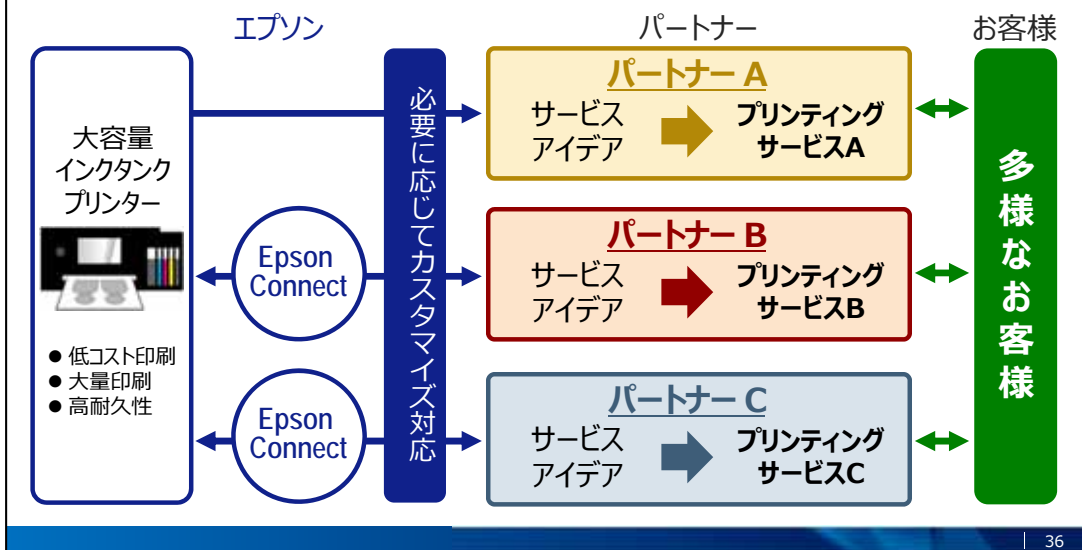 エプソン
パートナー
お客様
大容量
インクタンク
プリンター
● 低コスト印刷
● 大量印刷
● 高耐久性
Epson
Connect
Epson
Connect
必要に応じてカスタマイズ対応
パートナー A
サービス
アイデア
プリンティング
サービスA
パートナー B
サービス
アイデア
プリンティング
サービスB
パートナー C
サービス
アイデア
プリンティング
サービスC
多様なお客様
36